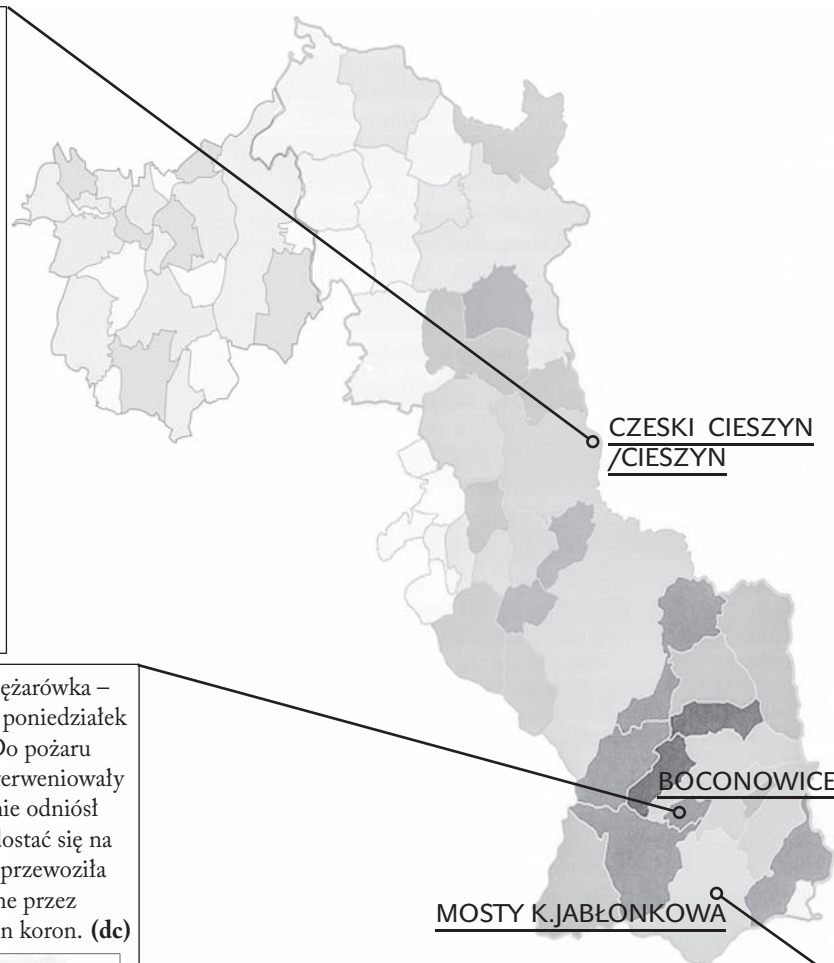 CZESKI CIESZYN
/CIESZYN
ężarówka –
poniedziałek
Do pożaru
terweniowały
nie odniósł
dostać się na
przewoziła
ne przez
n koron. (dc)
BOCONOWICE
MOSTY K.JABŁONKOWA